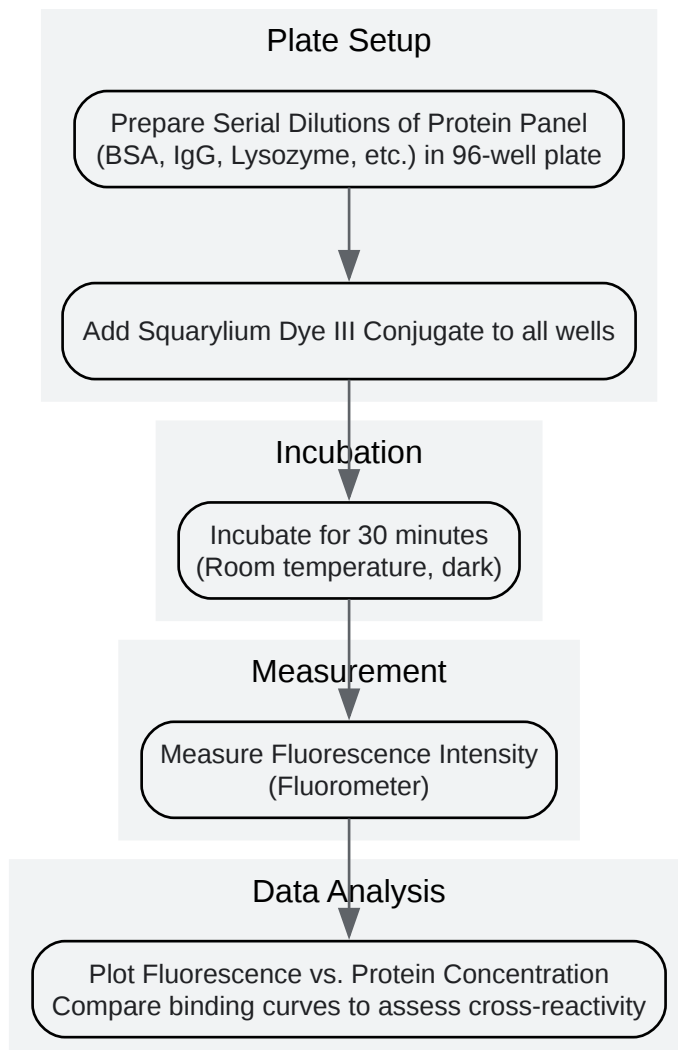 Plate Setup
Prepare Serial Dilutions of Protein Panel
(BSA, IgG, Lysozyme, etc.) in 96-well plate
Add Squarylium Dye III Conjugate to all wells
Incubation
Incubate for 30 minutes
(Room temperature, dark)
Measurement
Measure Fluorescence Intensity
(Fluorometer)
Data Analysis
Plot Fluorescence vs. Protein Concentration
Compare binding curves to assess cross-reactivity